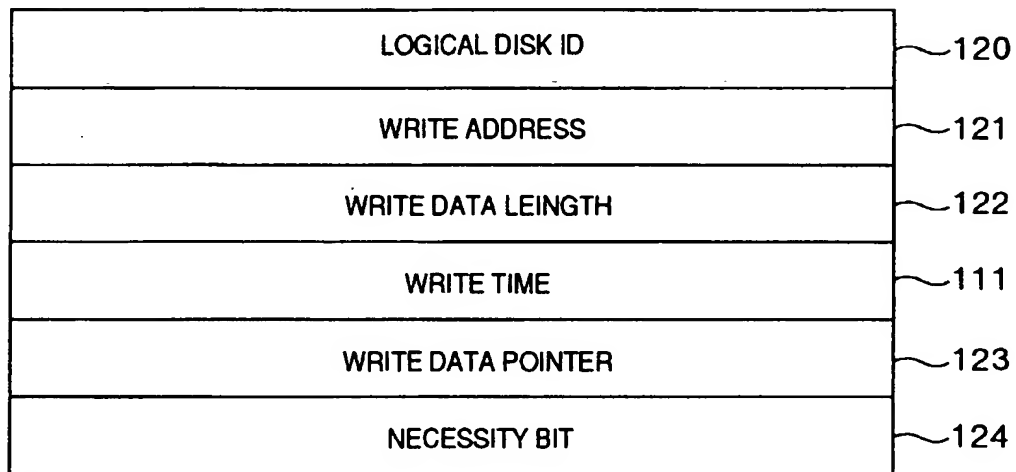 LOGICAL DISK ID 120
WRITE ADDRESS 121
WRITE DATA LEINGTH 122
WRITE TIME 111
WRITE DATA POINTER 123
NECESSITY BIT 124